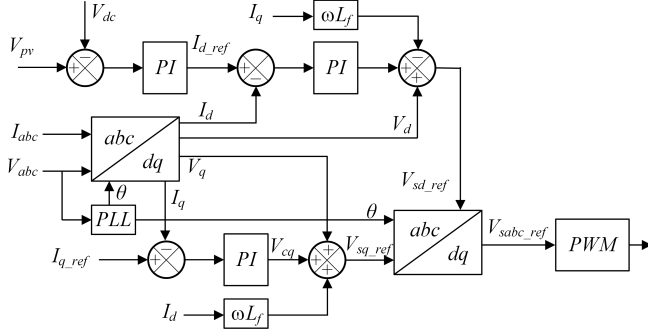 V_dc
I_q
ωL_f
V_pv
PI
I_d_ref
PI
I_d
V_d
I_abc
abc
dq
V_abc
V_q
θ
I_q
V_sd_ref
PLL
θ
abc
dq
V_sabc_ref
PWM
I_q_ref
PI
V_cq
V_sq_ref
I_d
ωL_f